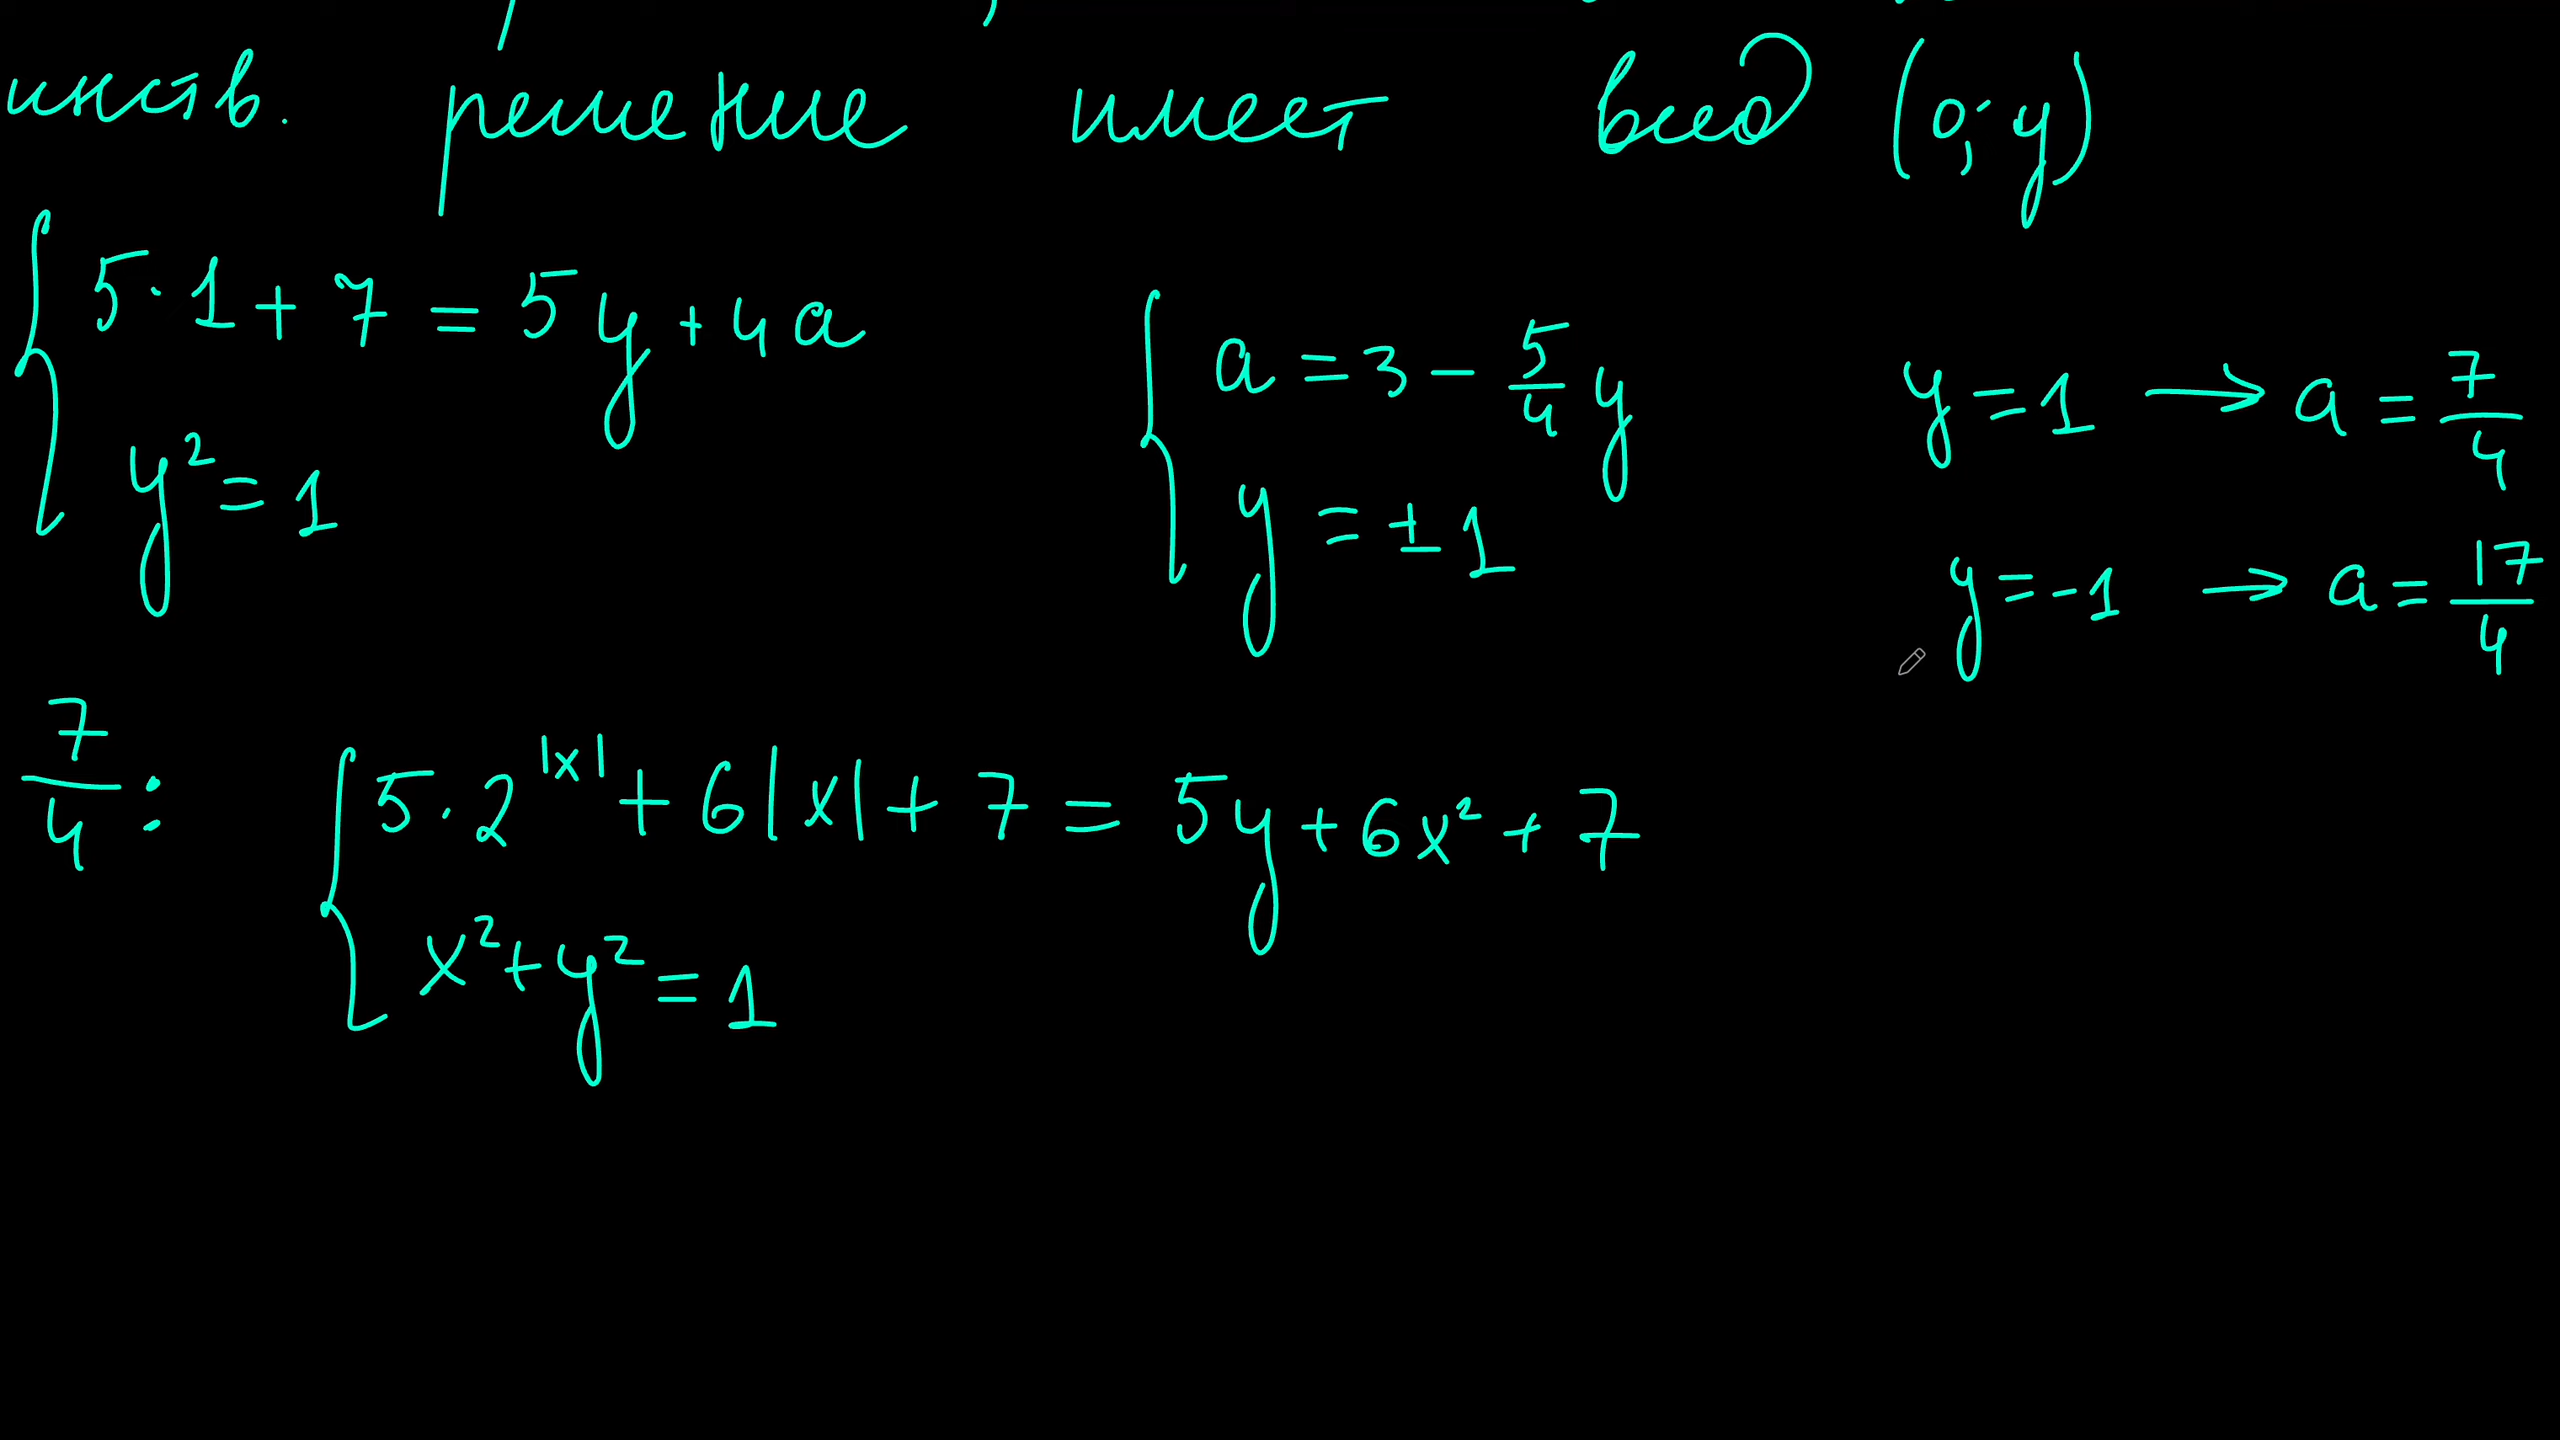 инств. решение имеет вид (0; y)
{ 5·1 + 7 = 5y + 4a
y² = 1
{ a = 3 − 5/4 y
y = ±1
y = 1 → a = 7/4
y = −1 → a = 17/4
7/4 : { 5·2^|x| + 6|x| + 7 = 5y + 6x² + 7
x² + y² = 1